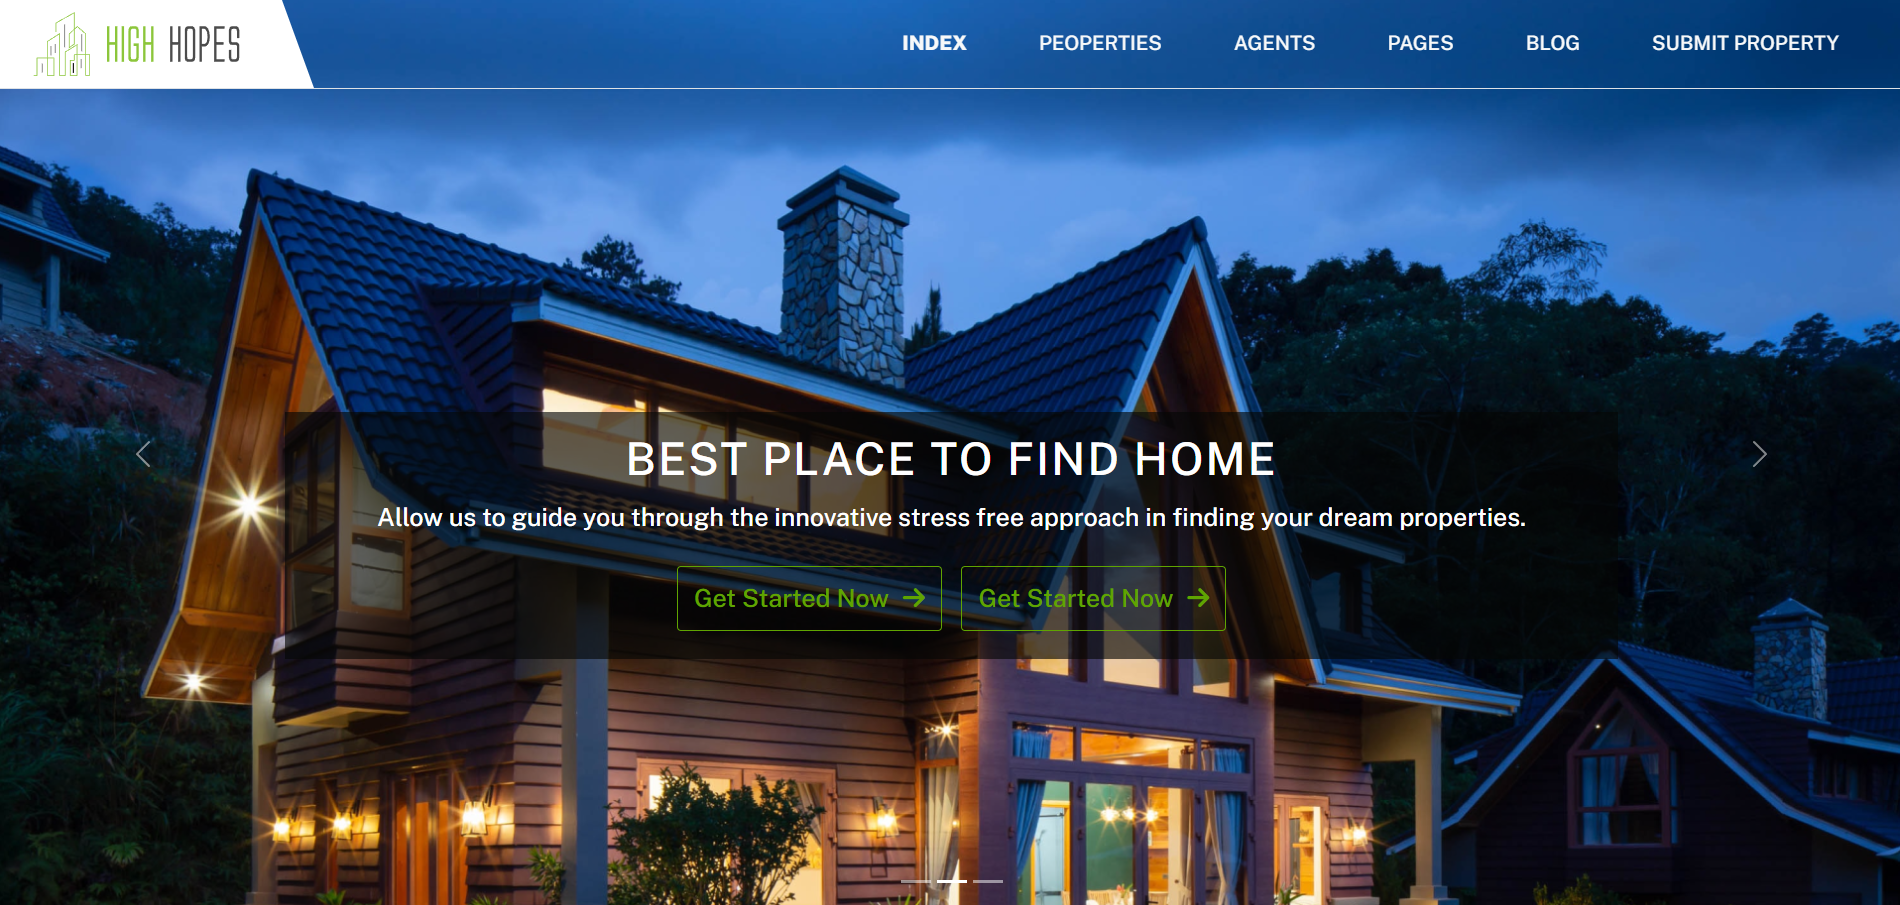 HIGH HOPES
INDEX PEOPERTIES AGENTS PAGES BLOG SUBMIT PROPERTY
BEST PLACE TO FIND HOME
Allow us to guide you through the innovative stress free approach in finding your dream properties.
Get Started Now Get Started Now